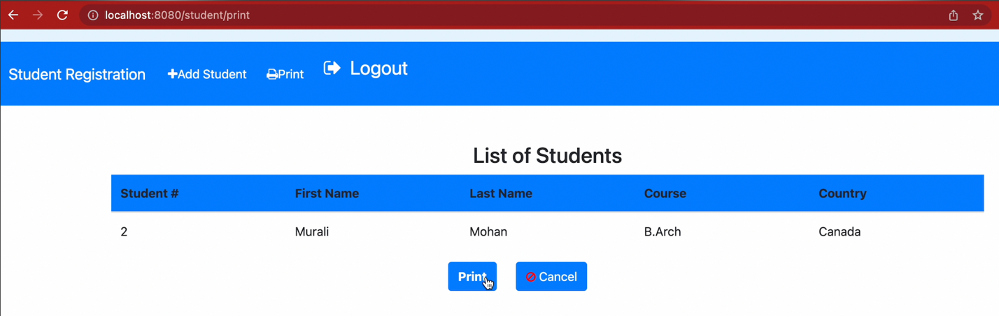 localhost:8080/student/print
Student Registration Add Student Print Logout
List of Students
Student # First Name Last Name Course Country
2 Murali Mohan B.Arch Canada
Print Cancel